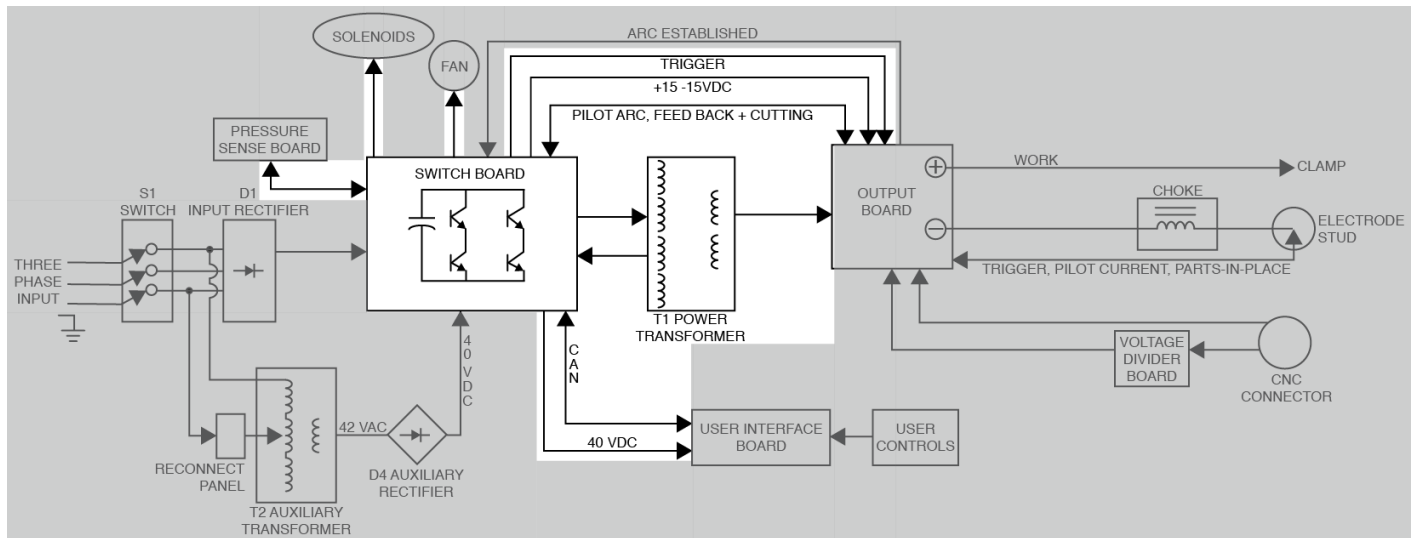 SOLENOIDS
FAN
ARC ESTABLISHED
TRIGGER
+15 -15VDC
PILOT ARC, FEED BACK + CUTTING
PRESSURE
SENSE BOARD
SWITCH BOARD
S1
SWITCH
D1
INPUT RECTIFIER
THREE
PHASE
INPUT
T1 POWER
TRANSFORMER
OUTPUT
BOARD
WORK
CLAMP
CHOKE
ELECTRODE
STUD
TRIGGER, PILOT CURRENT, PARTS-IN-PLACE
VOLTAGE
DIVIDER
BOARD
CNC
CONNECTOR
CAN
40 VDC
40 VDC
USER INTERFACE
BOARD
USER
CONTROLS
42 VAC
RECONNECT
PANEL
D4 AUXILIARY
RECTIFIER
T2 AUXILIARY
TRANSFORMER